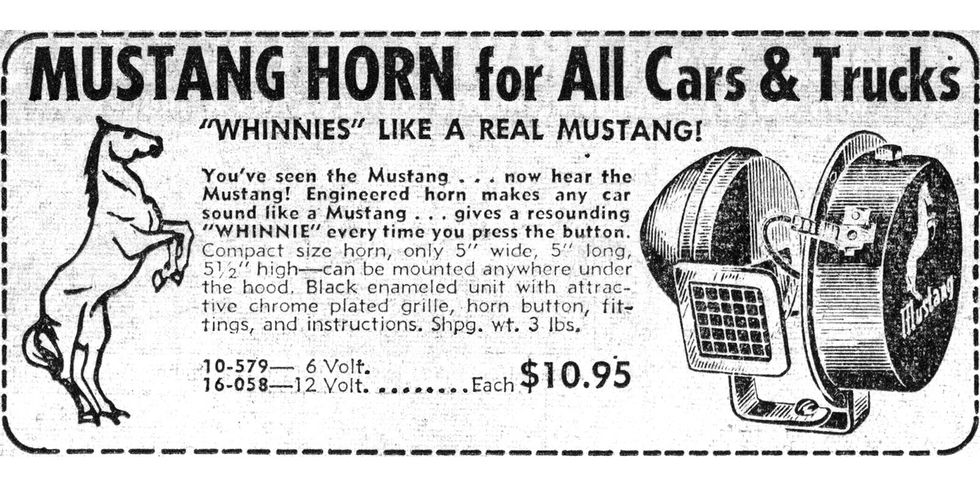 MUSTANG HORN for All Cars & Trucks
"WHINNIES" LIKE A REAL MUSTANG!
You've seen the Mustang . . . now hear the
Mustang! Engineered horn makes any car
sound like a Mustang . . . gives a resounding
"WHINNIE" every time you press the button.
Compact size horn, only 5" wide, 5" long,
5½" high—can be mounted anywhere under
the hood. Black enameled unit with attrac-
tive chrome plated grille, horn button, fit-
tings, and instructions. Shpg. wt. 3 lbs.
10-579— 6 Volt.
16-058—12 Volt. .........Each $10.95
Mustang